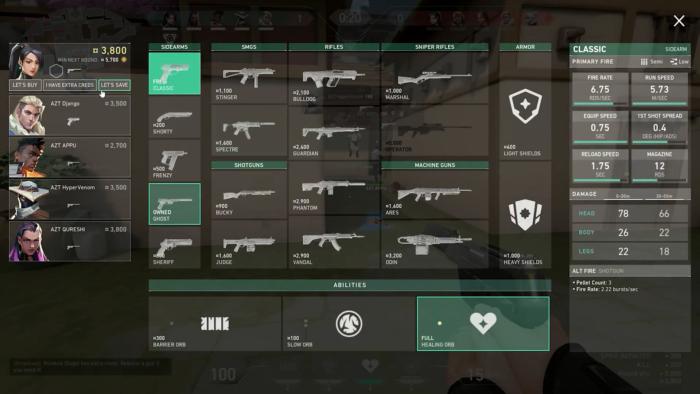 1
0:20
0
3,800
MIN NEXT ROUND: 5,700
LET'S BUY
I HAVE EXTRA CREDS
LET'S SAVE
AZT Django
3,500
AZT APPU
2,700
AZT HyperVenom
3,500
AZT QURESHI
3,800
SIDEARMS
FREE
CLASSIC
200
SHORTY
500
FRENZY
OWNED
GHOST
SHERIFF
SMGS
1,100
STINGER
1,600
SPECTRE
SHOTGUNS
900
BUCKY
1,600
JUDGE
RIFLES
2,100
BULLDOG
2,400
GUARDIAN
2,900
PHANTOM
2,900
VANDAL
SNIPER RIFLES
1,100
MARSHAL
OPERATOR
MACHINE GUNS
1,600
ARES
3,200
ODIN
ARMOR
400
LIGHT SHIELDS
1,000
HEAVY SHIELDS
ABILITIES
300
BARRIER ORB
100
SLOW ORB
FULL
HEALING ORB
CLASSIC
SIDEARM
PRIMARY FIRE
Semi
Low
FIRE RATE
6.75
RDS/SEC
RUN SPEED
5.73
M/SEC
EQUIP SPEED
0.75
SEC
1ST SHOT SPREAD
0.4
DEG (HIP/ADS)
RELOAD SPEED
1.75
SEC
MAGAZINE
12
RDS
DAMAGE
0-30m
30-50m
HEAD
78
66
BODY
26
22
LEGS
22
18
ALT FIRE SHOTGUN
• Pellet Count: 3
• Fire Rate: 2.22 bursts/sec
100
15